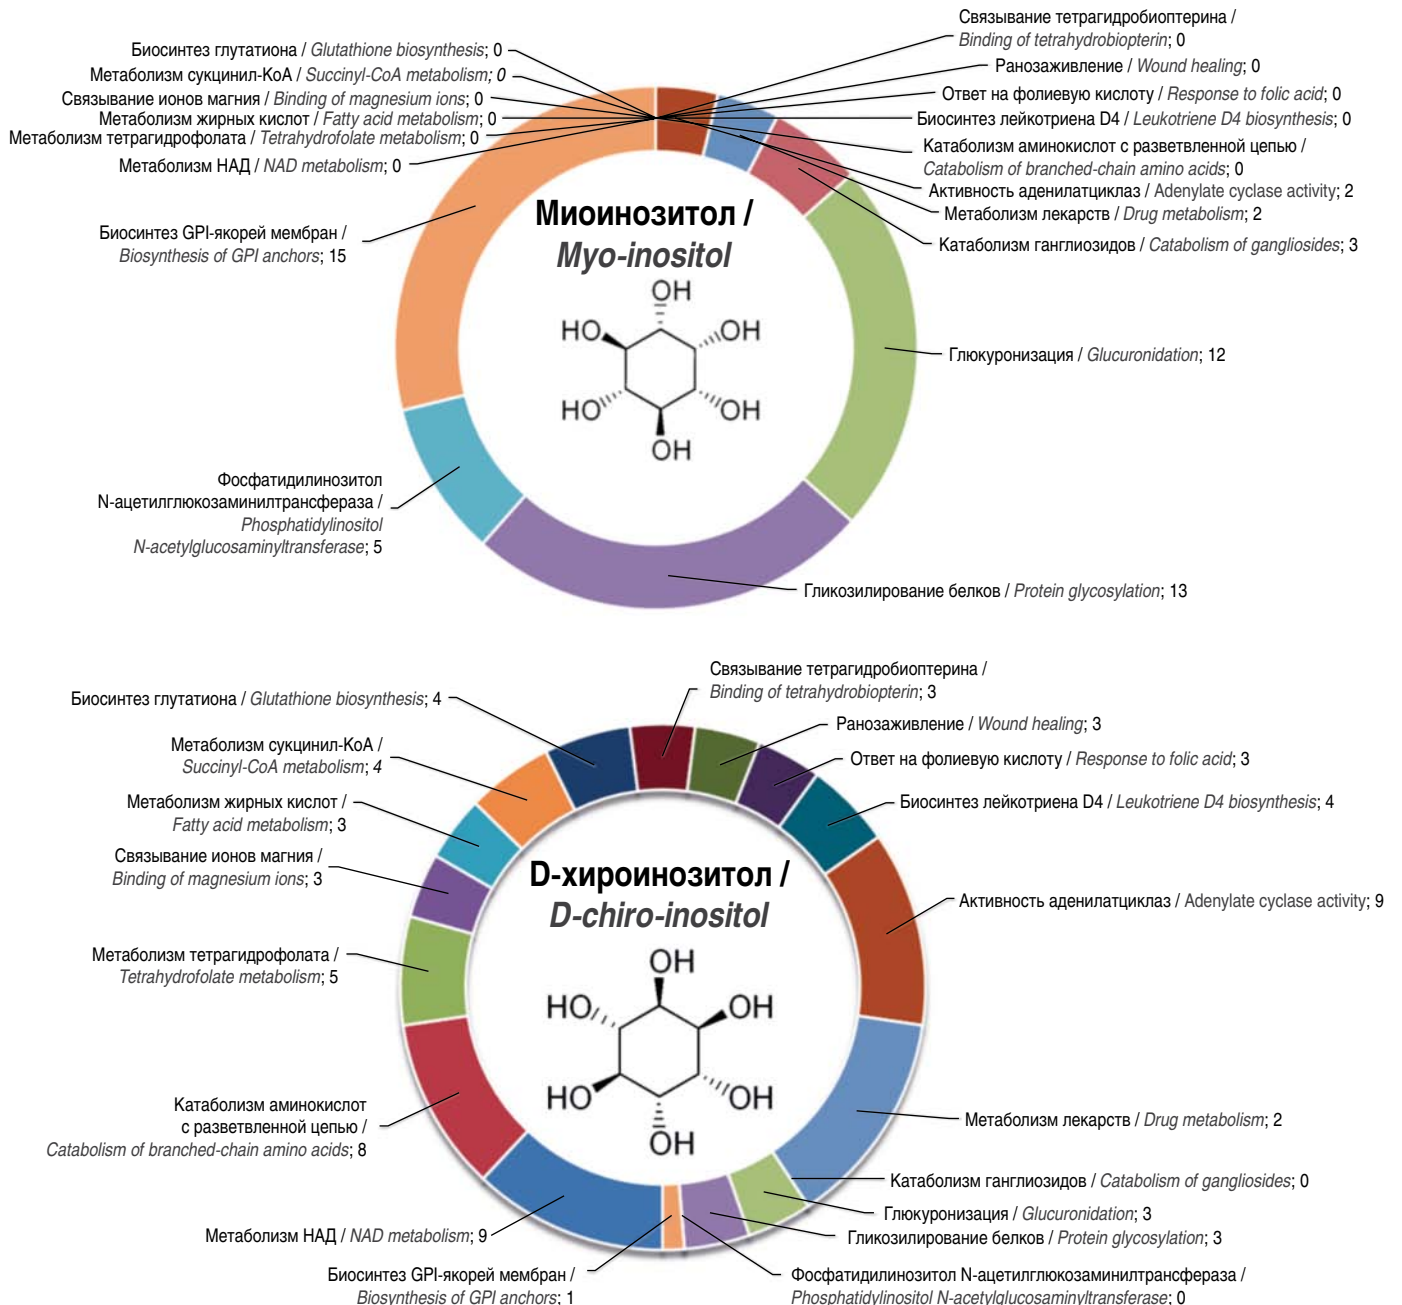 Связывание тетрагидробиоптерина /
Binding of tetrahydrobiopterin; 0
Биосинтез глутатиона / Glutathione biosynthesis; 0
Ранозаживление / Wound healing; 0
Метаболизм сукцинил-КоА / Succinyl-CoA metabolism; 0
Ответ на фолиевую кислоту / Response to folic acid; 0
Связывание ионов магния / Binding of magnesium ions; 0
Биосинтез лейкотриена D4 / Leukotriene D4 biosynthesis; 0
Метаболизм жирных кислот / Fatty acid metabolism; 0
Метаболизм тетрагидрофолата / Tetrahydrofolate metabolism; 0
Катаболизм аминокислот с разветвленной цепью /
Catabolism of branched-chain amino acids; 0
Метаболизм НАД / NAD metabolism; 0
Активность аденилатциклаз / Adenylate cyclase activity; 2
Метаболизм лекарств / Drug metabolism; 2
Катаболизм ганглиозидов / Catabolism of gangliosides; 3
Биосинтез GPI-якорей мембран /
Biosynthesis of GPI anchors; 15
Миоинозитол /
Myo-inositol
OH
HO
OH
HO
OH
OH
Глюкуронизация / Glucuronidation; 12
Фосфатидилинозитол
N-ацетилглюкозаминилтрансфераза /
Phosphatidylinositol
N-acetylglucosaminyltransferase; 5
Гликозилирование белков / Protein glycosylation; 13
Связывание тетрагидробиоптерина /
Binding of tetrahydrobiopterin; 3
Биосинтез глутатиона / Glutathione biosynthesis; 4
Ранозаживление / Wound healing; 3
Метаболизм сукцинил-КоА /
Succinyl-CoA metabolism; 4
Ответ на фолиевую кислоту / Response to folic acid; 3
Метаболизм жирных кислот /
Fatty acid metabolism; 3
Биосинтез лейкотриена D4 / Leukotriene D4 biosynthesis; 4
Связывание ионов магния /
Binding of magnesium ions; 3
D-хироинозитол /
D-chiro-inositol
Активность аденилатциклаз / Adenylate cyclase activity; 9
Метаболизм тетрагидрофолата /
Tetrahydrofolate metabolism; 5
OH
HO
OH
HO
OH
OH
Катаболизм аминокислот
с разветвленной цепью /
Catabolism of branched-chain amino acids; 8
Метаболизм лекарств / Drug metabolism; 2
Катаболизм ганглиозидов / Catabolism of gangliosides; 0
Глюкуронизация / Glucuronidation; 3
Метаболизм НАД / NAD metabolism; 9
Гликозилирование белков / Protein glycosylation; 3
Биосинтез GPI-якорей мембран /
Biosynthesis of GPI anchors; 1
Фосфатидилинозитол N-ацетилглюкозаминилтрансфераза /
Phosphatidylinositol N-acetylglucosaminyltransferase; 0